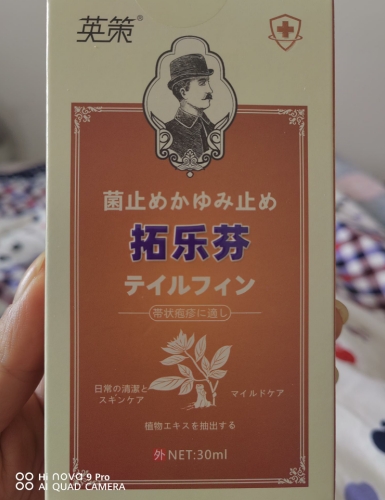 英策®
菌止めかゆみ止め
拓乐芬
テイルフィン
帯状疱疹に適し
日常の清潔と
スキンケア
マイルドケア
植物エキスを抽出する
外 NET:30ml
Hi nova 9 Pro
AI QUAD CAMERA